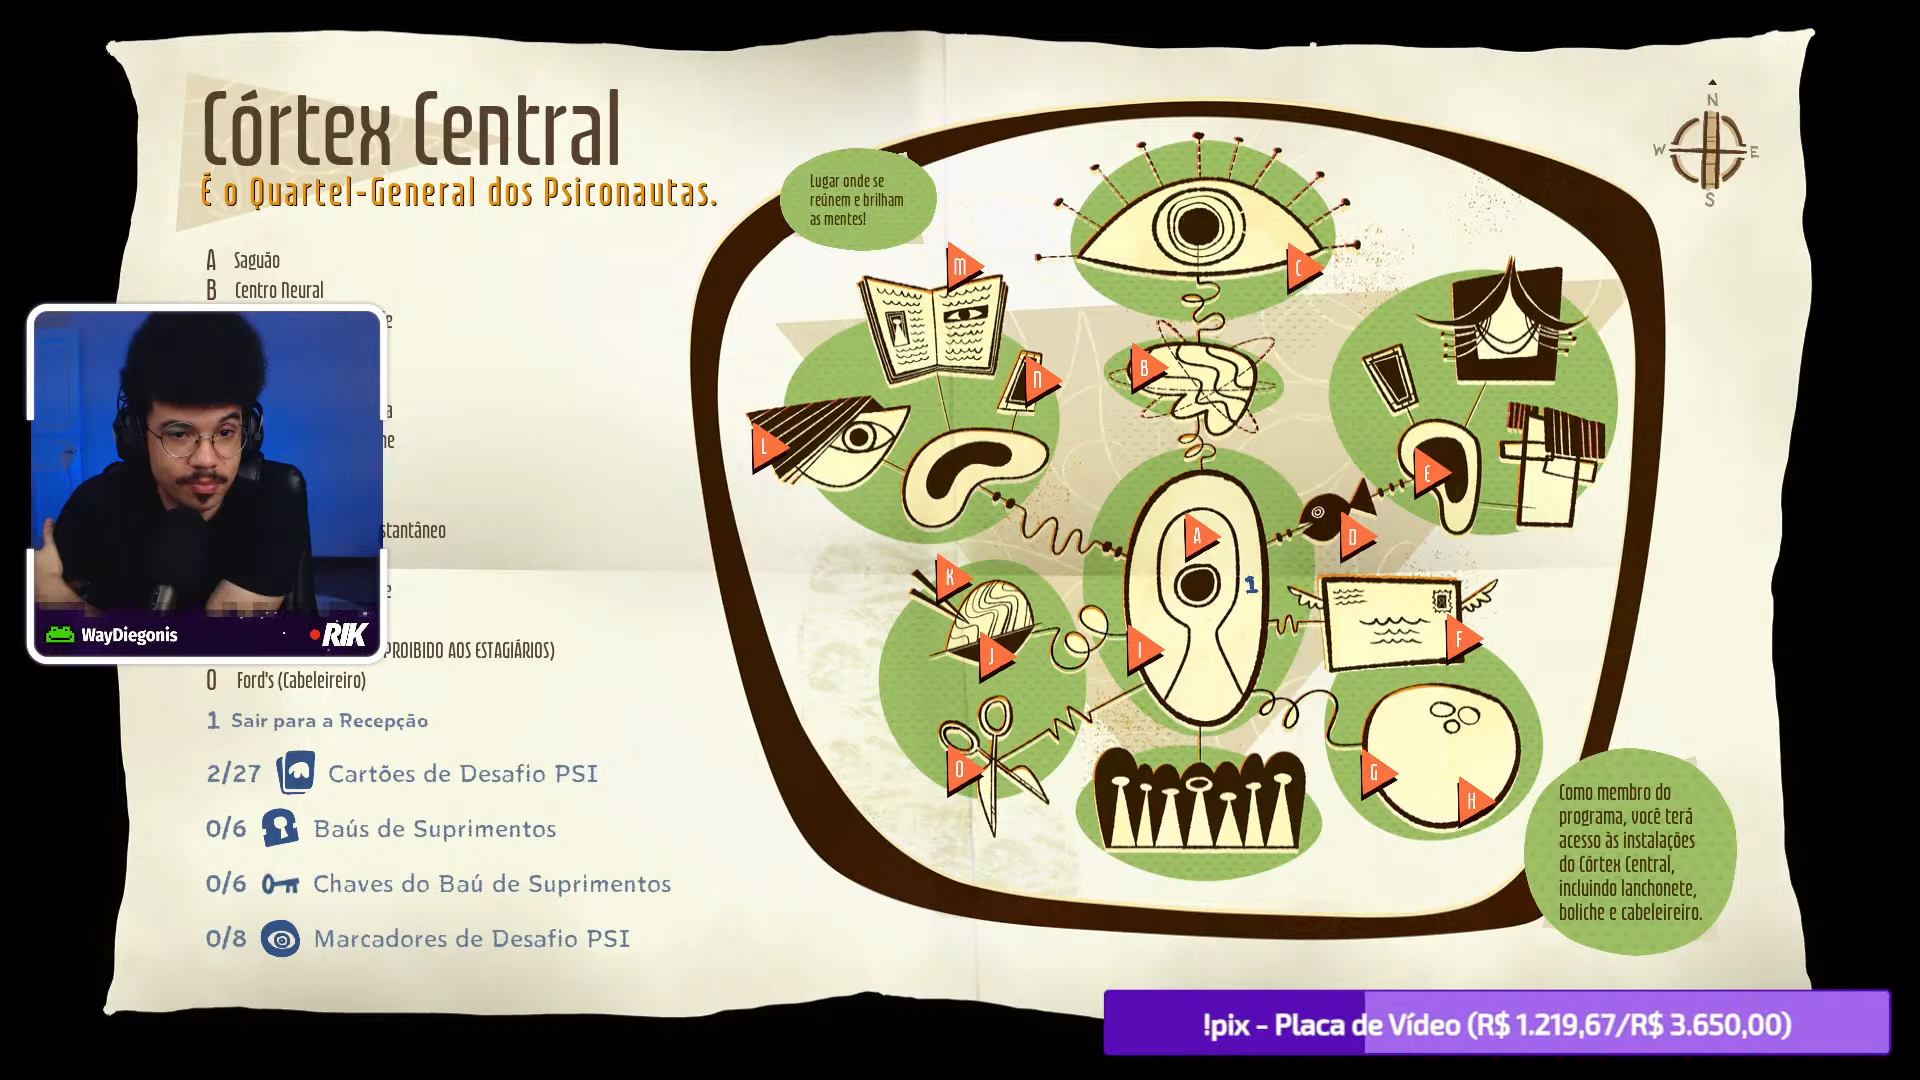 Córtex Central
É o Quartel-General dos Psiconautas.
A Saguão
B Centro Neural
stantâneo
PROIBIDO AOS ESTAGIÁRIOS)
O Ford's (Cabeleireiro)
1 Sair para a Recepção
2/27 Cartões de Desafio PSI
0/6 Baús de Suprimentos
0/6 Chaves do Baú de Suprimentos
0/8 Marcadores de Desafio PSI
WayDiegonis
RIK
Lugar onde se
reúnem e brilham
as mentes!
N
W E
S
M
C
N
B
L
E
A
D
K
1
F
J
I
O
G
H
Como membro do
programa, você terá
acesso às instalações
do Córtex Central,
incluindo lanchonete,
boliche e cabeleireiro.
!pix - Placa de Vídeo (R$ 1.219,67/R$ 3.650,00)